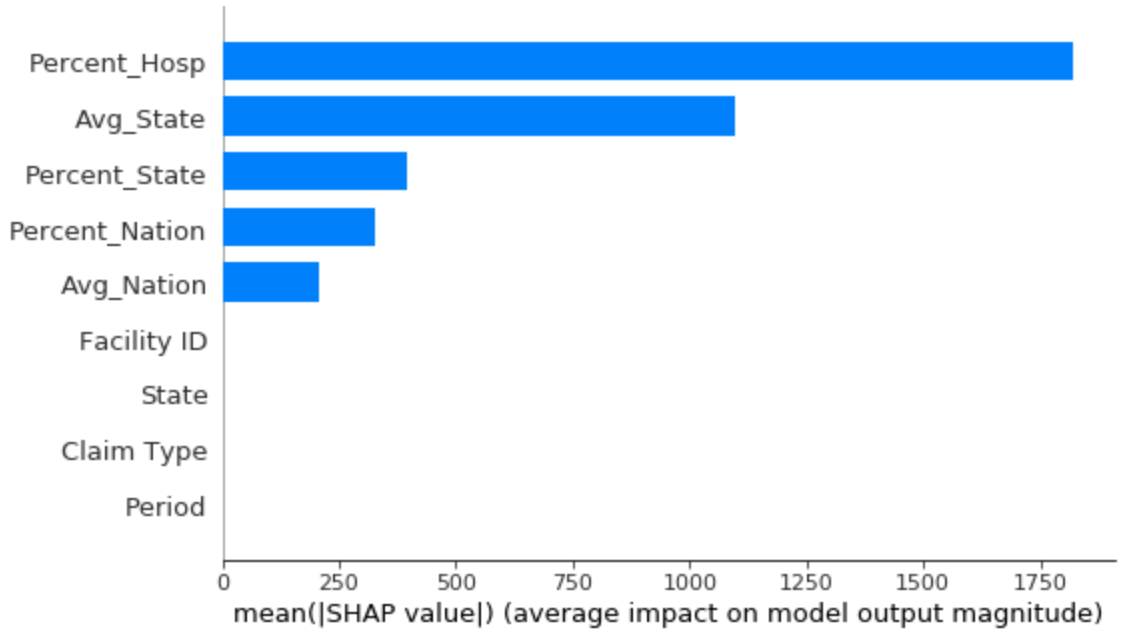 Percent_Hosp
Avg_State
Percent_State
Percent_Nation
Avg_Nation
Facility ID
State
Claim Type
Period
0 250 500 750 1000 1250 1500 1750
mean(|SHAP value|) (average impact on model output magnitude)